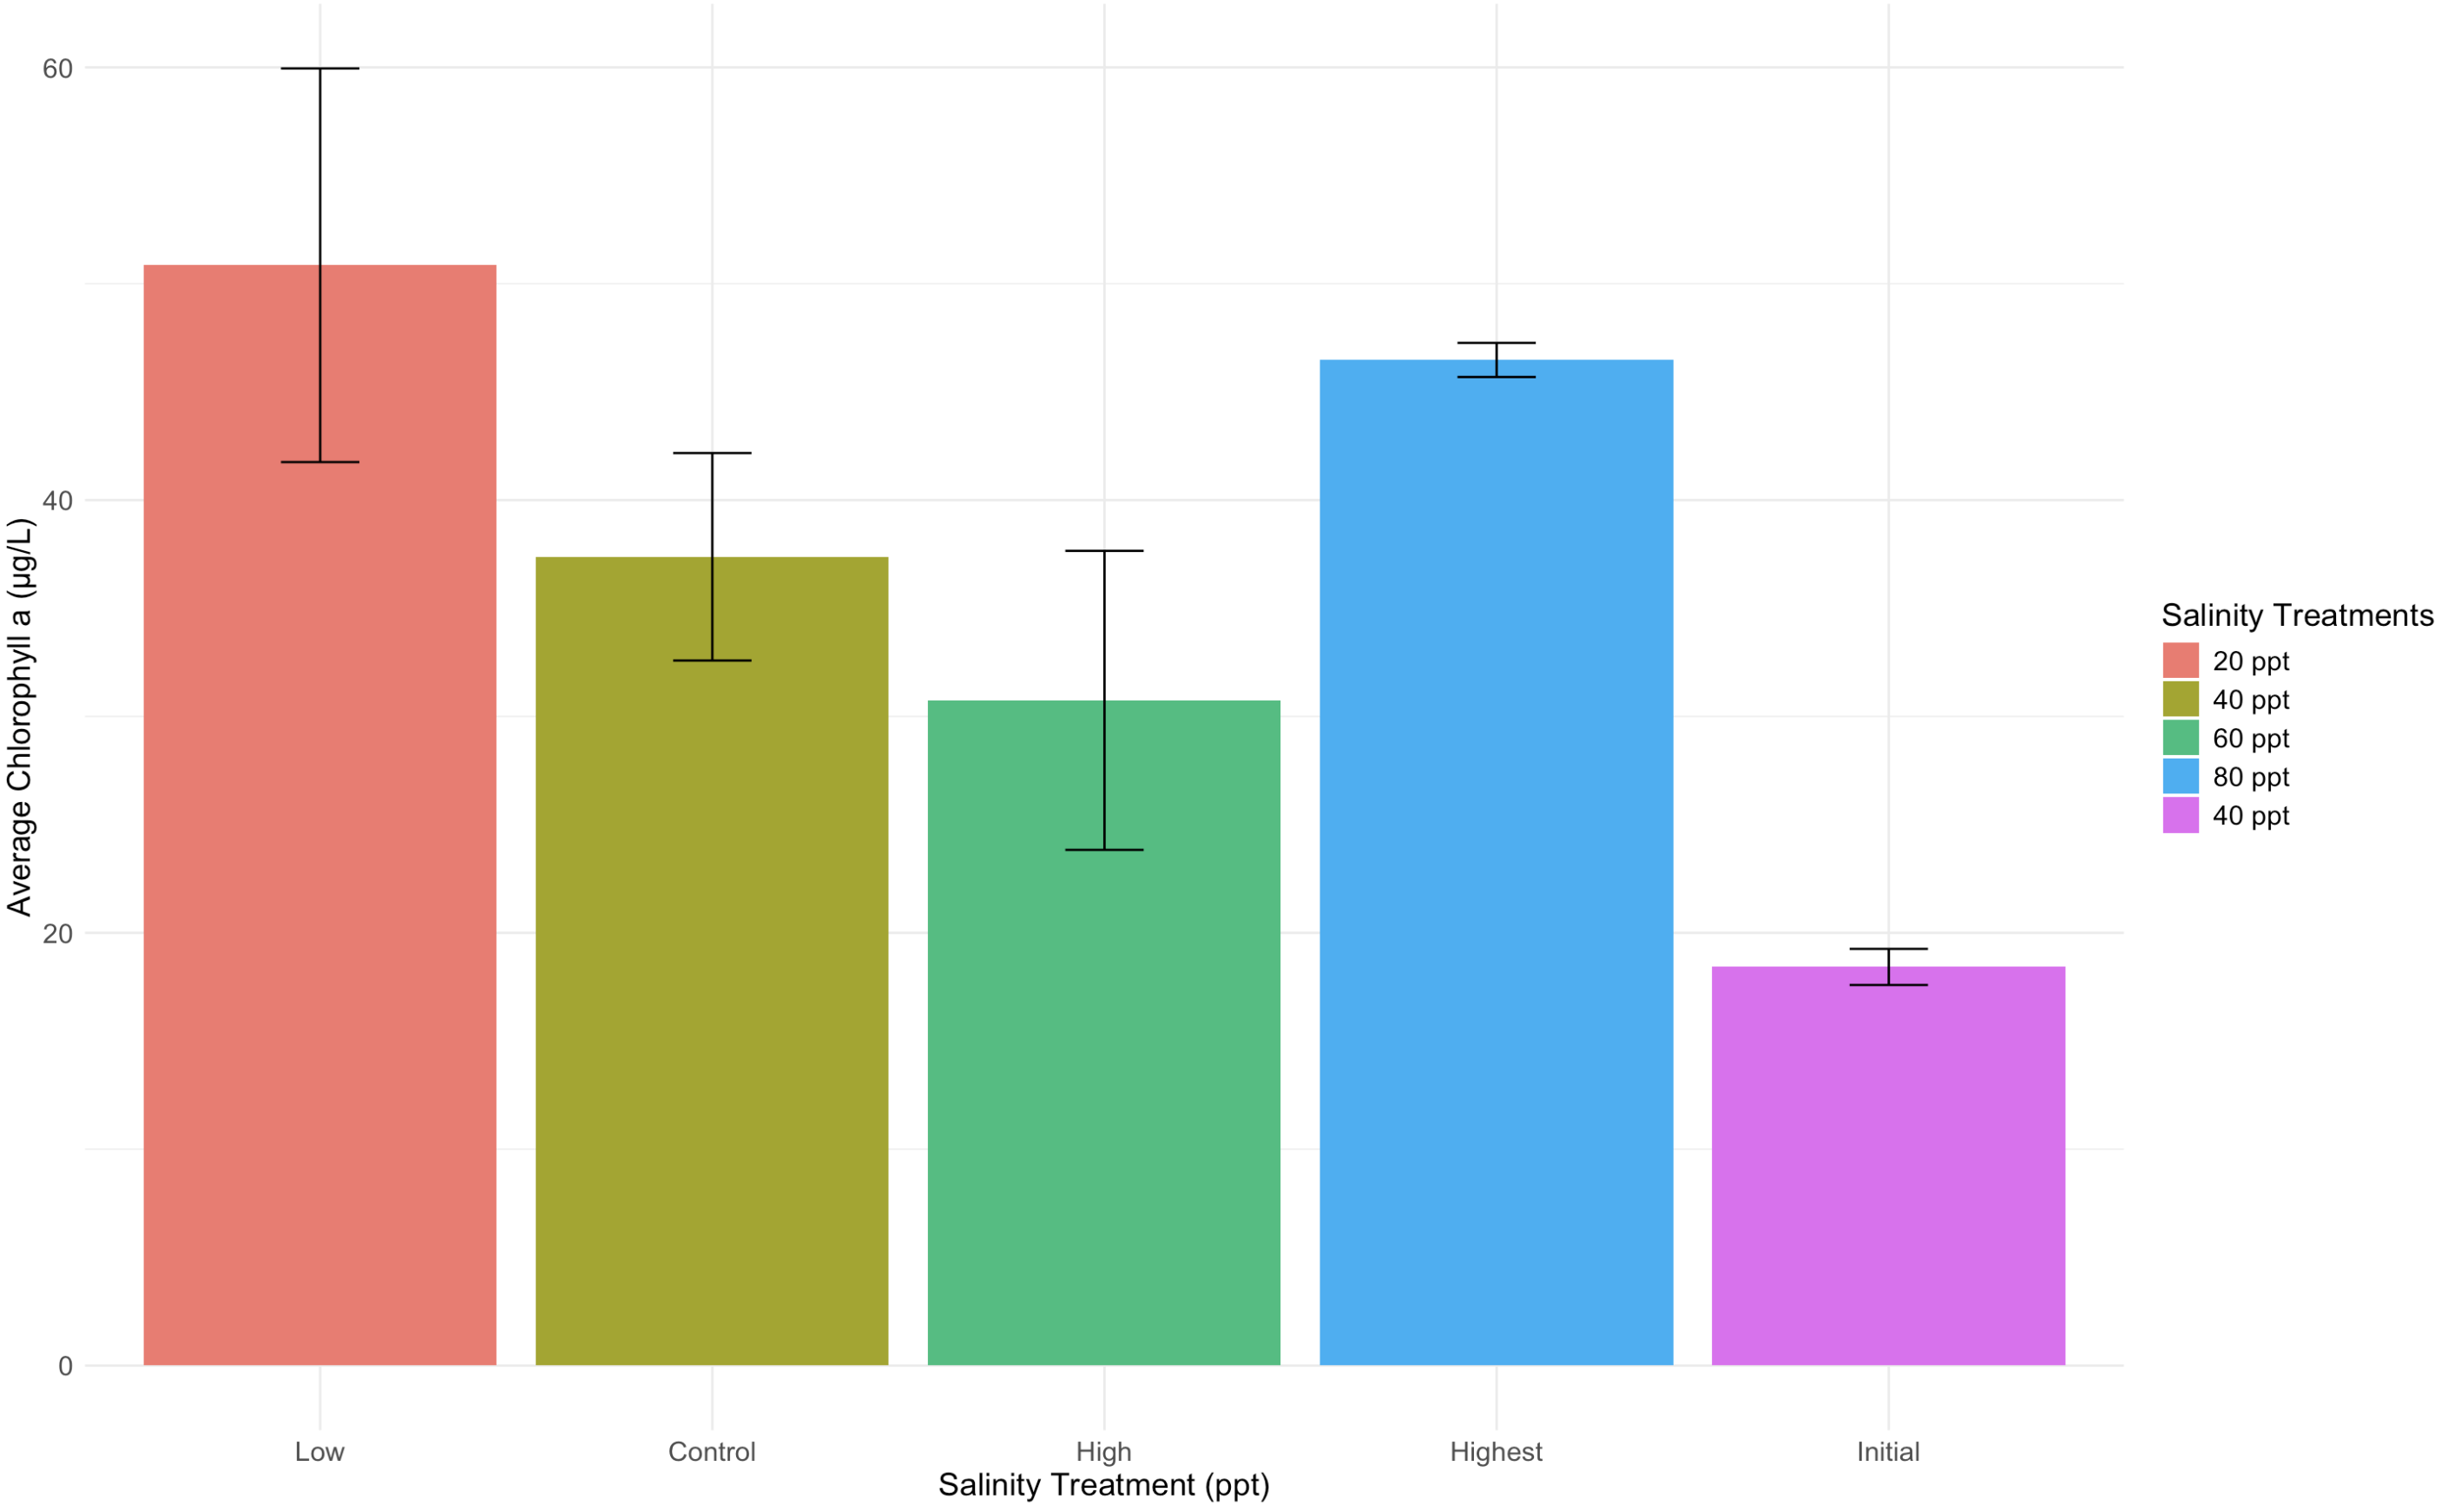 Average Chlorophyll a (µg/L)
60
40
20
0
Low
Control
High
Highest
Initial
Salinity Treatment (ppt)
Salinity Treatments
20 ppt
40 ppt
60 ppt
80 ppt
40 ppt